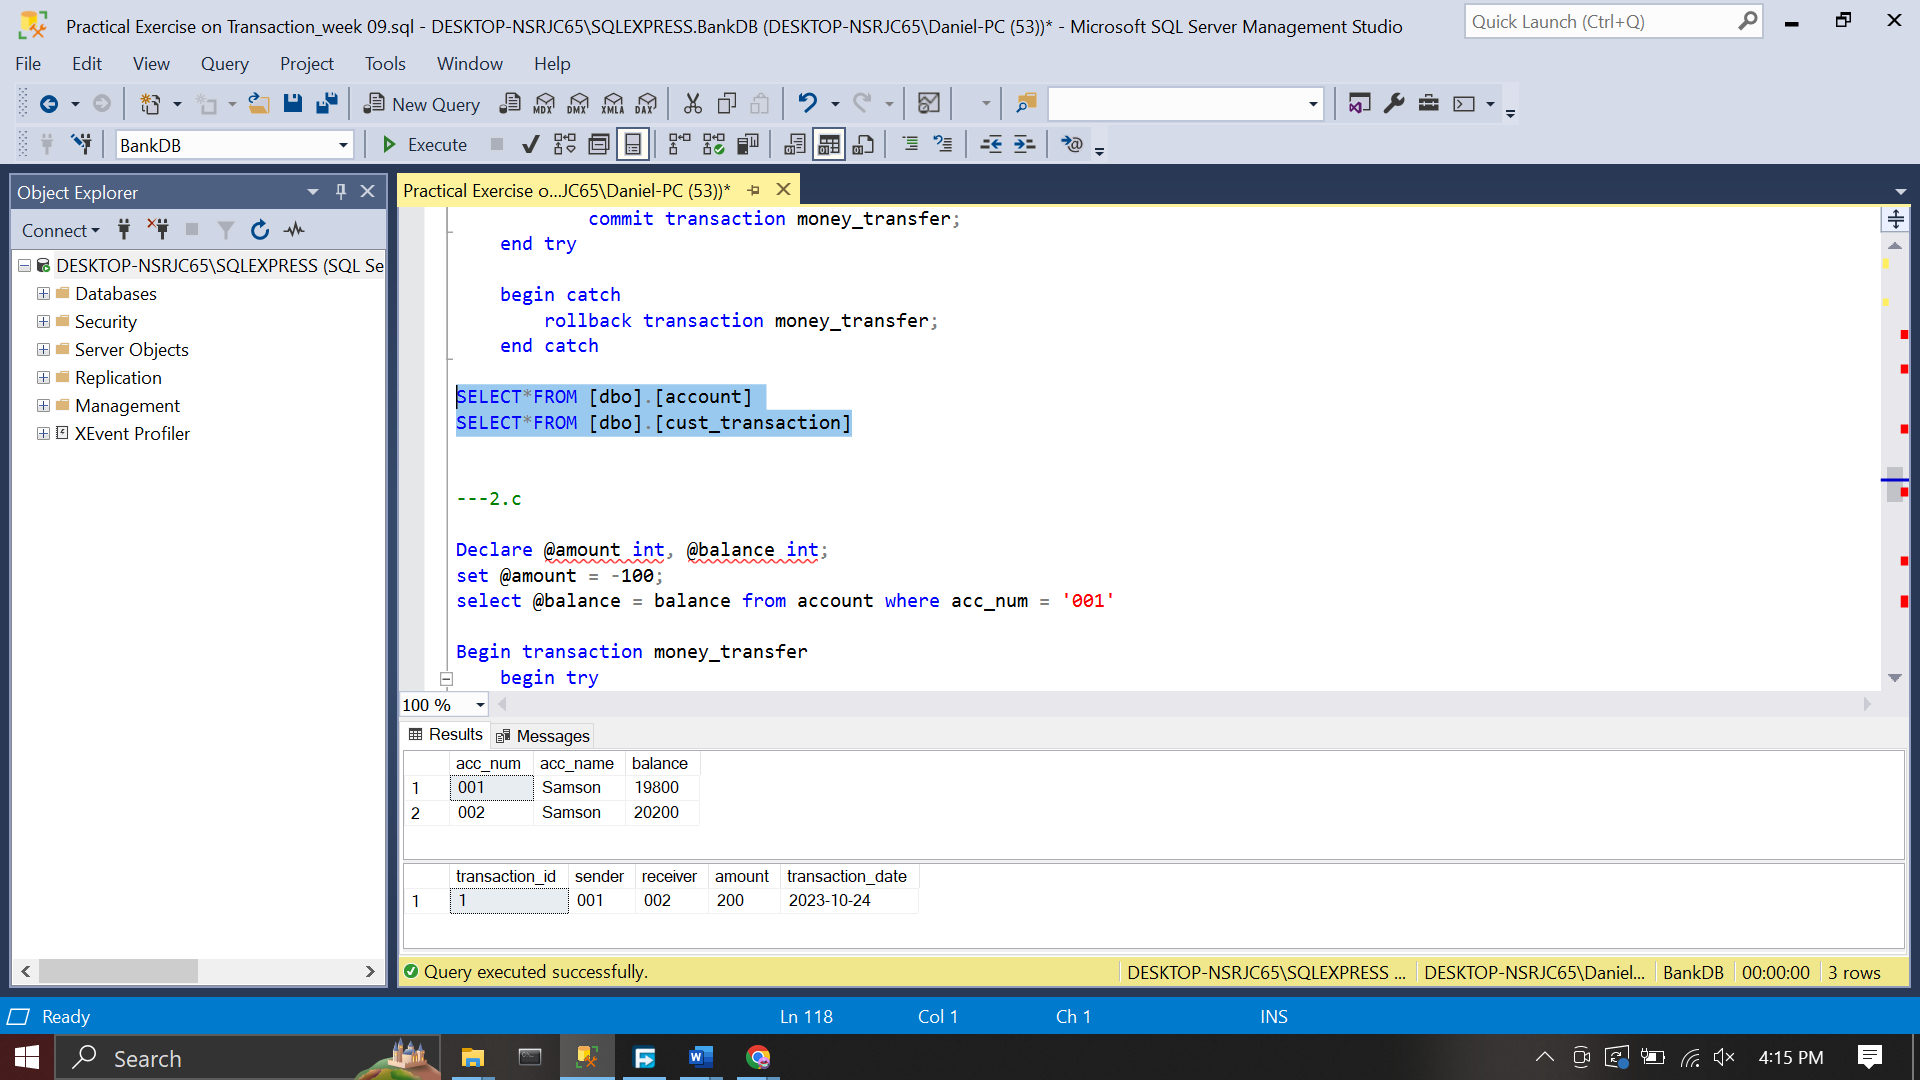 Practical Exercise on Transaction_week 09.sql - DESKTOP-NSRJC65\SQLEXPRESS.BankDB (DESKTOP-NSRJC65\Daniel-PC (53))* - Microsoft SQL Server Management Studio
Quick Launch (Ctrl+Q)
File Edit View Query Project Tools Window Help
New Query MDX DMX XMLA DAX
BankDB Execute
Object Explorer
Practical Exercise o...JC65\Daniel-PC (53))*
Connect
DESKTOP-NSRJC65\SQLEXPRESS (SQL Se
Databases
Security
Server Objects
Replication
Management
XEvent Profiler
commit transaction money_transfer;
end try
begin catch
rollback transaction money_transfer;
end catch
SELECT*FROM [dbo].[account]
SELECT*FROM [dbo].[cust_transaction]
---2.c
Declare @amount int, @balance int;
set @amount = -100;
select @balance = balance from account where acc_num = '001'
Begin transaction money_transfer
begin try
100 %
Results Messages
acc_num acc_name balance
1 001 Samson 19800
2 002 Samson 20200
transaction_id sender receiver amount transaction_date
1 1 001 002 200 2023-10-24
Query executed successfully. DESKTOP-NSRJC65\SQLEXPRESS ... DESKTOP-NSRJC65\Daniel... BankDB 00:00:00 3 rows
Ready Ln 118 Col 1 Ch 1 INS
Search 4:15 PM